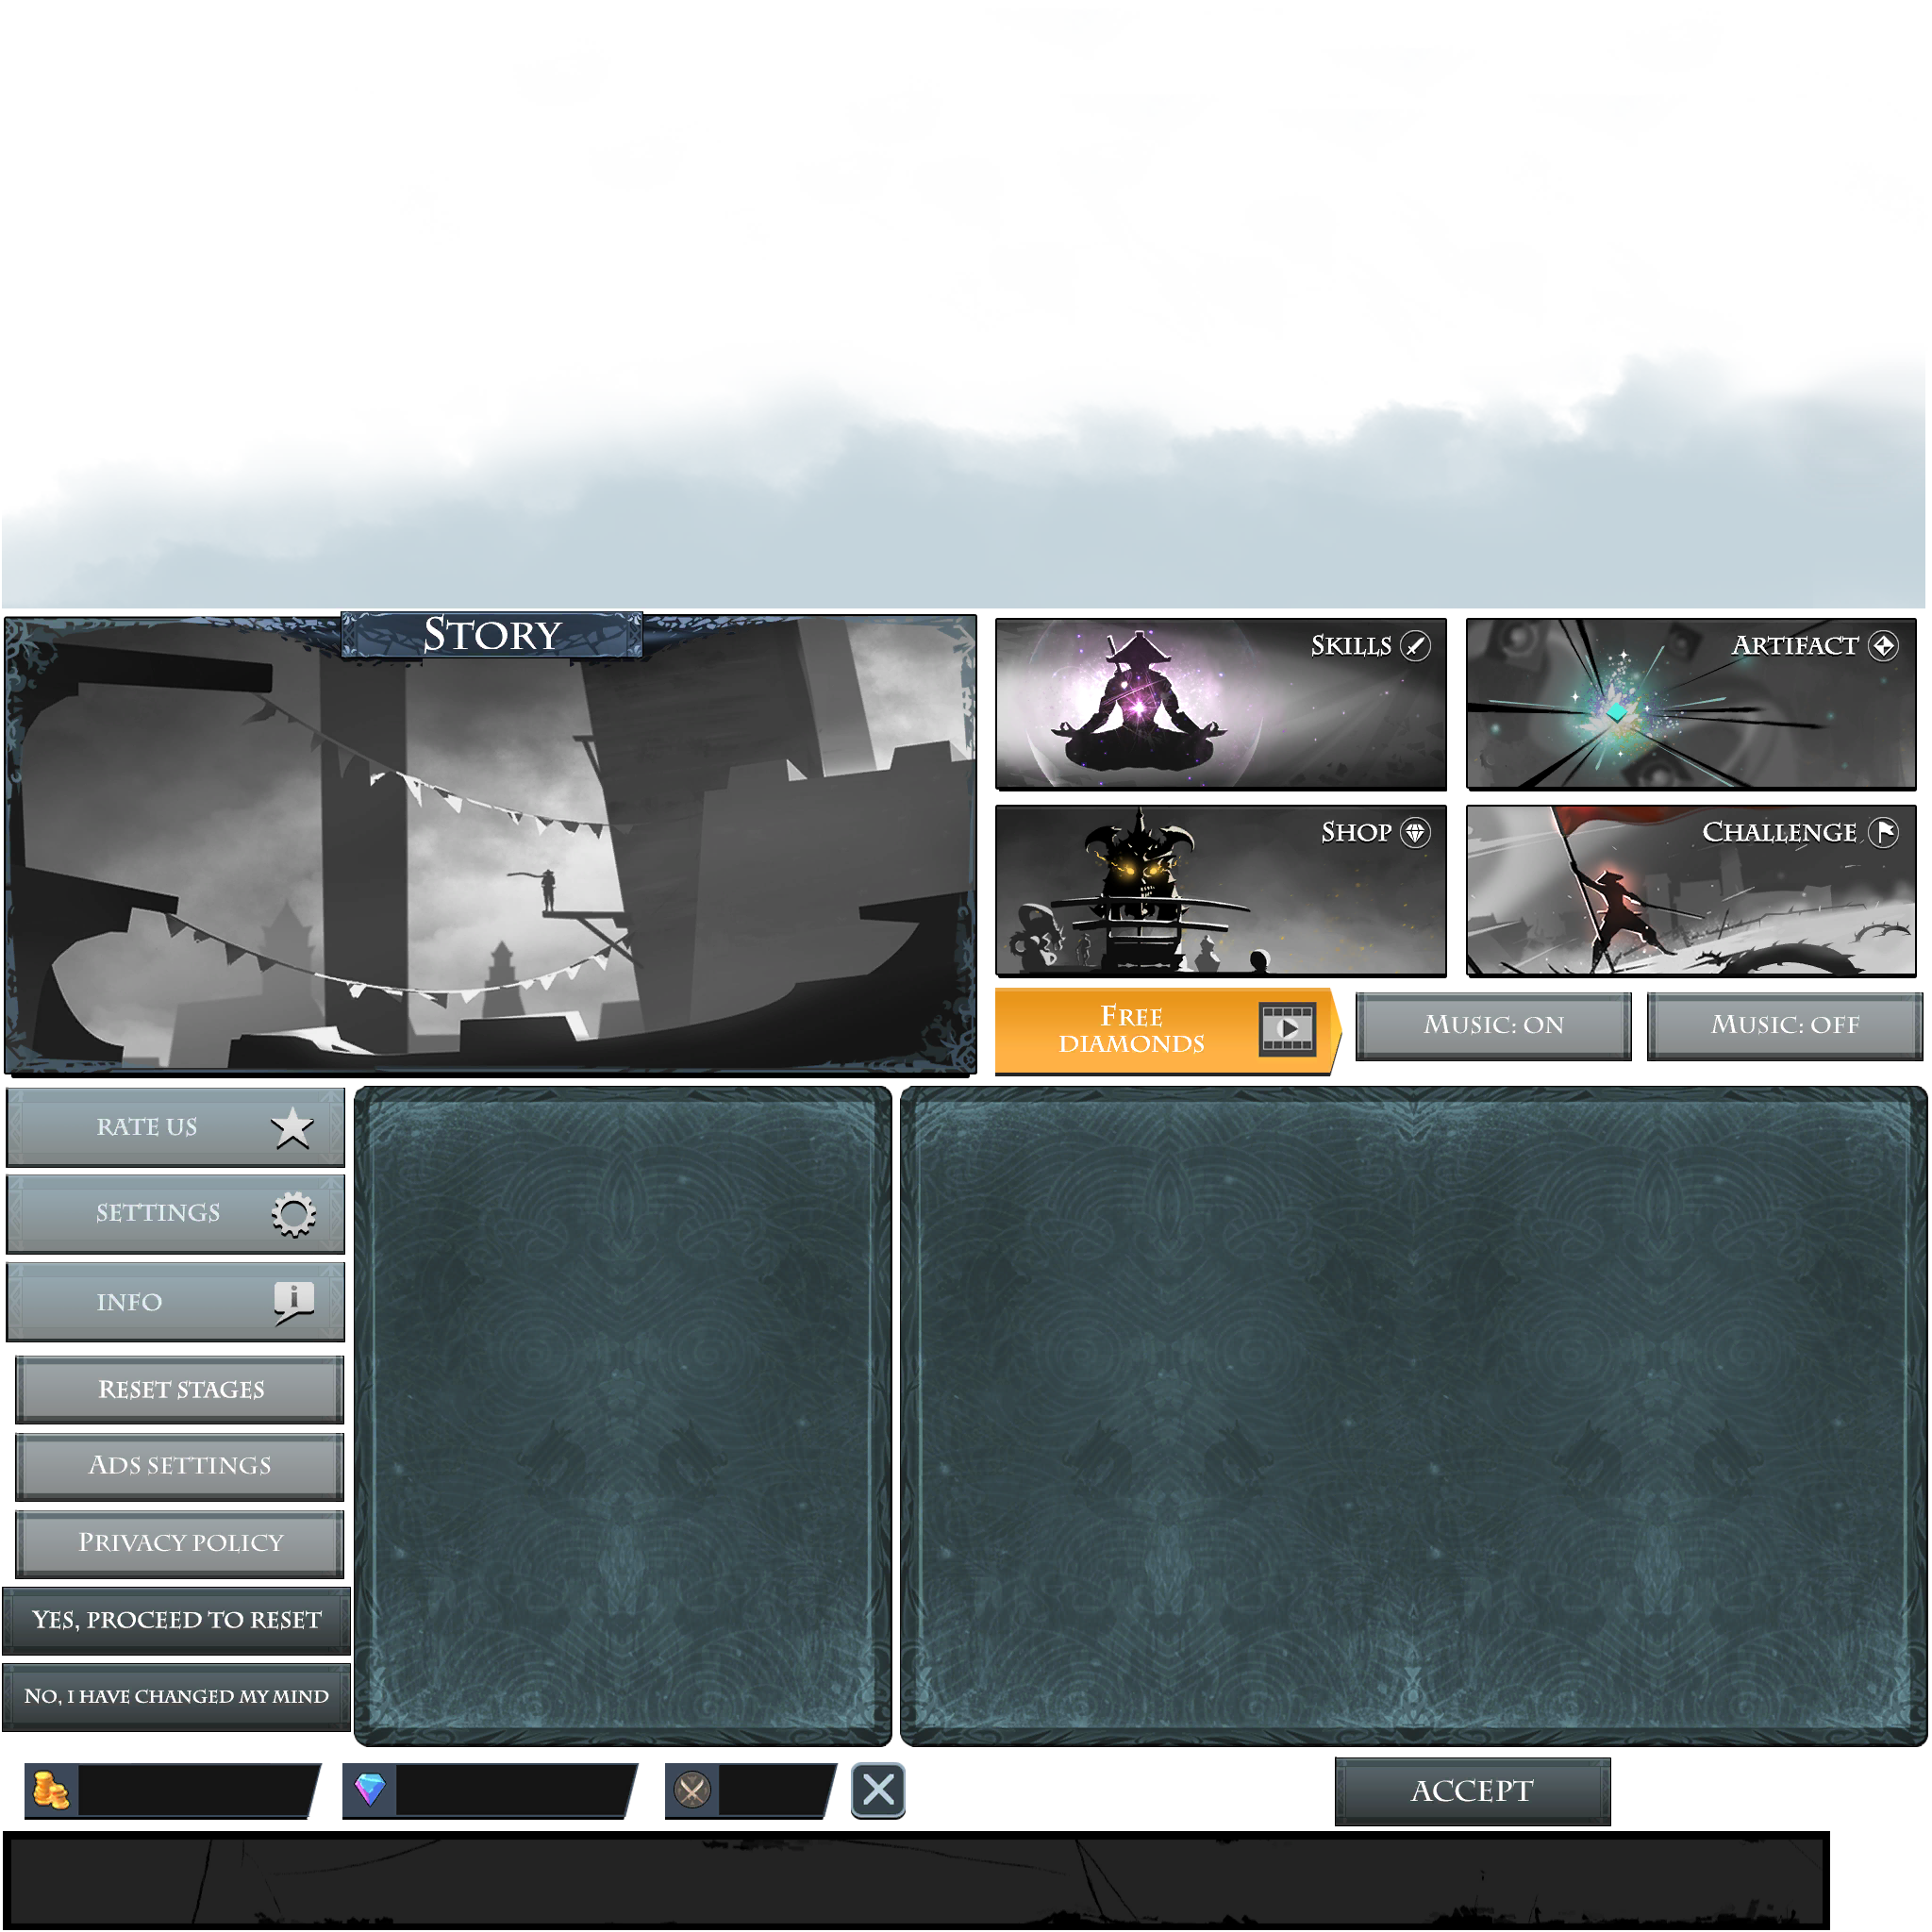 Story
Skills
Artifact
Shop
Challenge
Free
diamonds
Music: on
Music: off
Rate us
Settings
Info
i
Reset stages
Ads settings
Privacy policy
Yes, proceed to reset
No, I have changed my mind
Accept